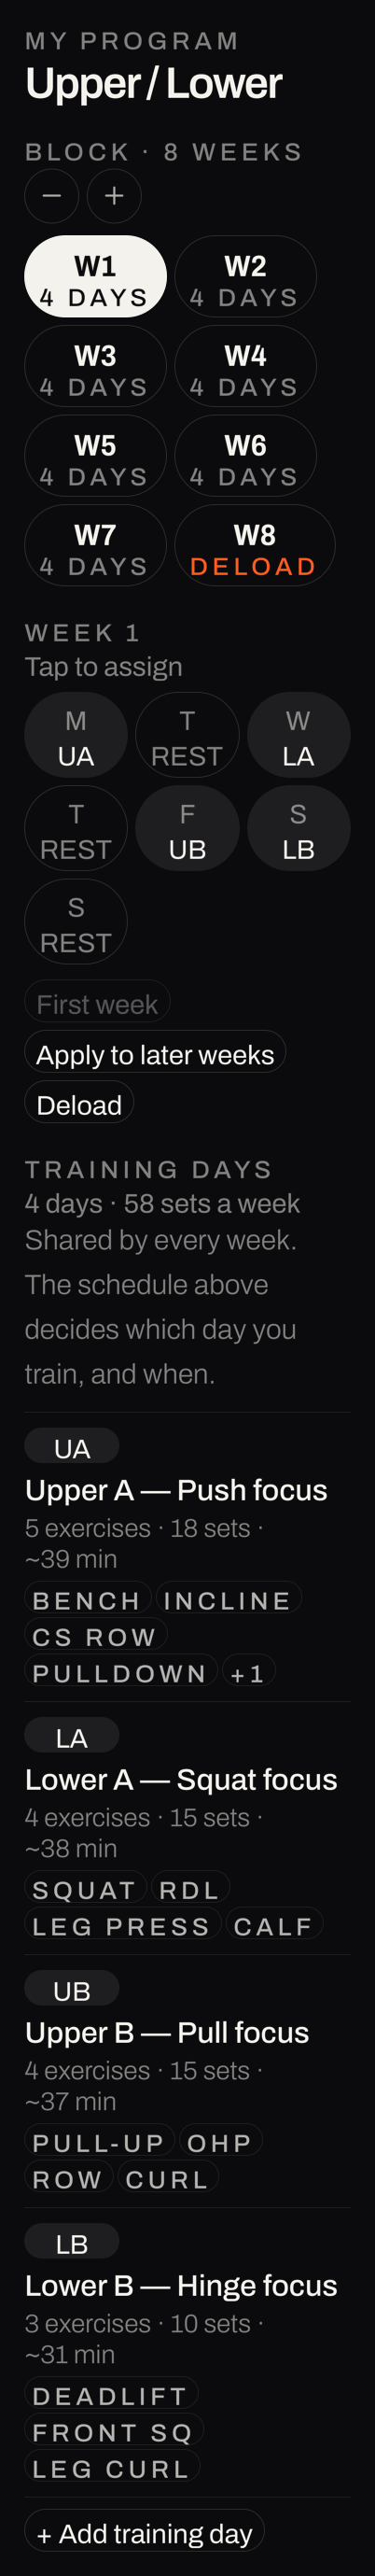 MY PROGRAM
Upper / Lower
BLOCK · 8 WEEKS
− +
W1 W2
4 DAYS 4 DAYS
W3 W4
4 DAYS 4 DAYS
W5 W6
4 DAYS 4 DAYS
W7 W8
4 DAYS DELOAD
WEEK 1
Tap to assign
M T W
UA REST LA
T F S
REST UB LB
S
REST
First week
Apply to later weeks
Deload
TRAINING DAYS
4 days · 58 sets a week
Shared by every week.
The schedule above
decides which day you
train, and when.
UA
Upper A — Push focus
5 exercises · 18 sets ·
~39 min
BENCH INCLINE
CS ROW
PULLDOWN +1
LA
Lower A — Squat focus
4 exercises · 15 sets ·
~38 min
SQUAT RDL
LEG PRESS CALF
UB
Upper B — Pull focus
4 exercises · 15 sets ·
~37 min
PULL-UP OHP
ROW CURL
LB
Lower B — Hinge focus
3 exercises · 10 sets ·
~31 min
DEADLIFT
FRONT SQ
LEG CURL
+ Add training day